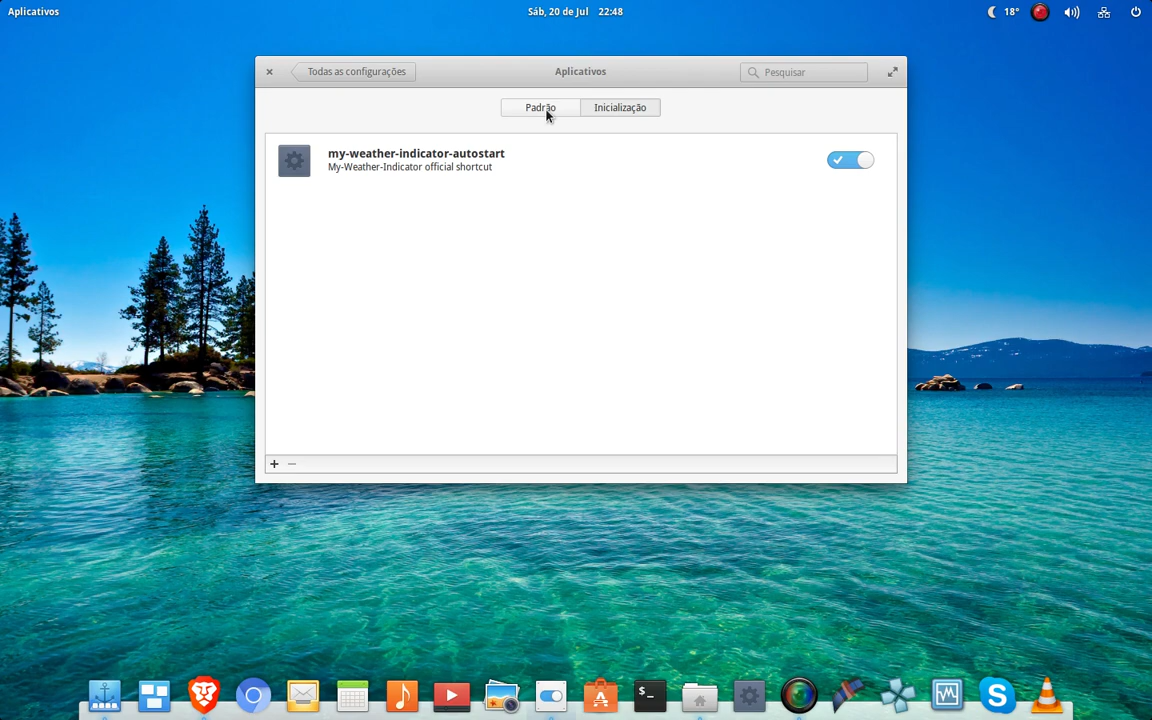 Aplicativos
Sáb, 20 de Jul 22:48
18°
Todas as configurações
Aplicativos
Pesquisar
Padrão
Inicialização
my-weather-indicator-autostart
My-Weather-Indicator official shortcut